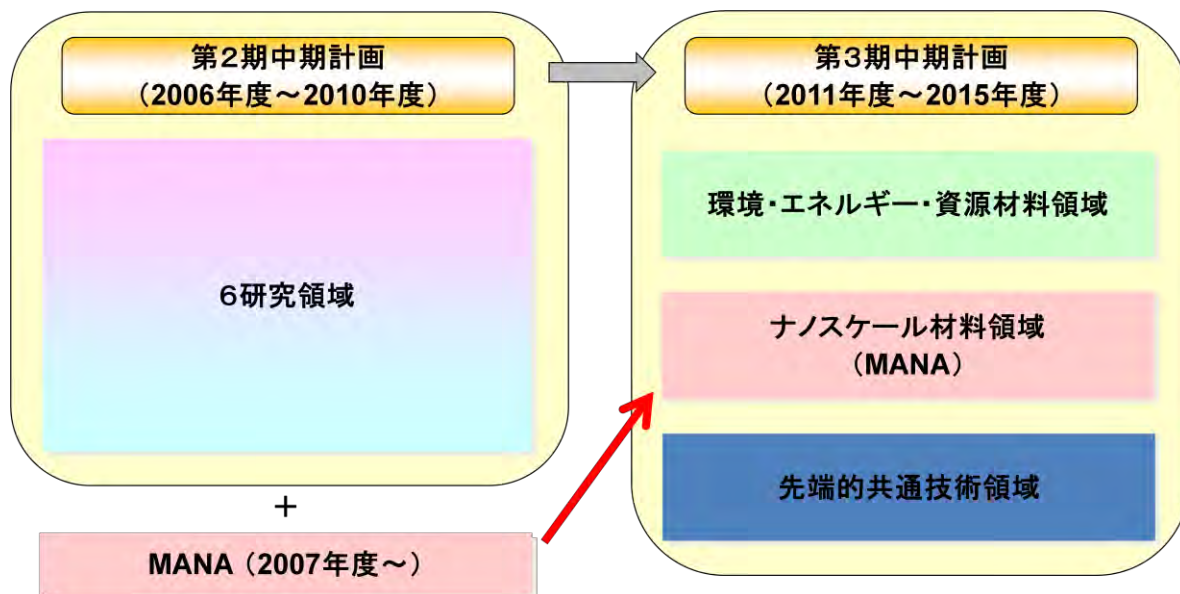 第２期中期計画
（2006年度～2010年度）
６研究領域
＋
MANA（2007年度～）
第３期中期計画
（2011年度～2015年度）
環境・エネルギー・資源材料領域
ナノスケール材料領域
（MANA）
先端的共通技術領域